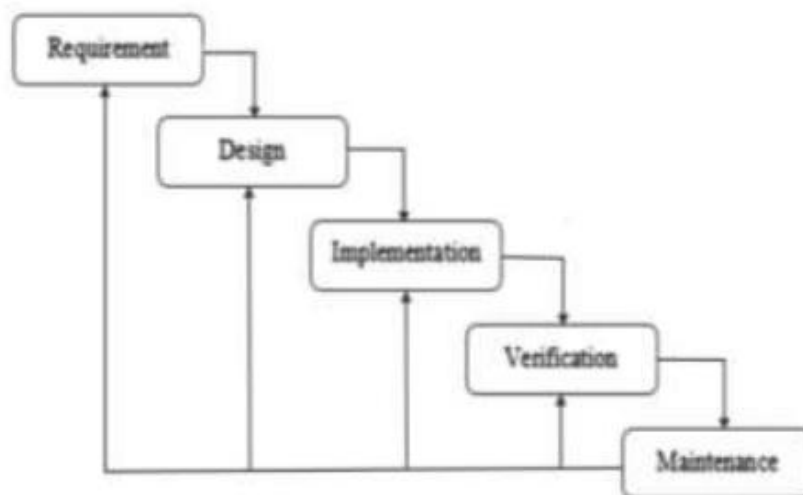 Requirement
Design
Implementation
Verification
Maintenance